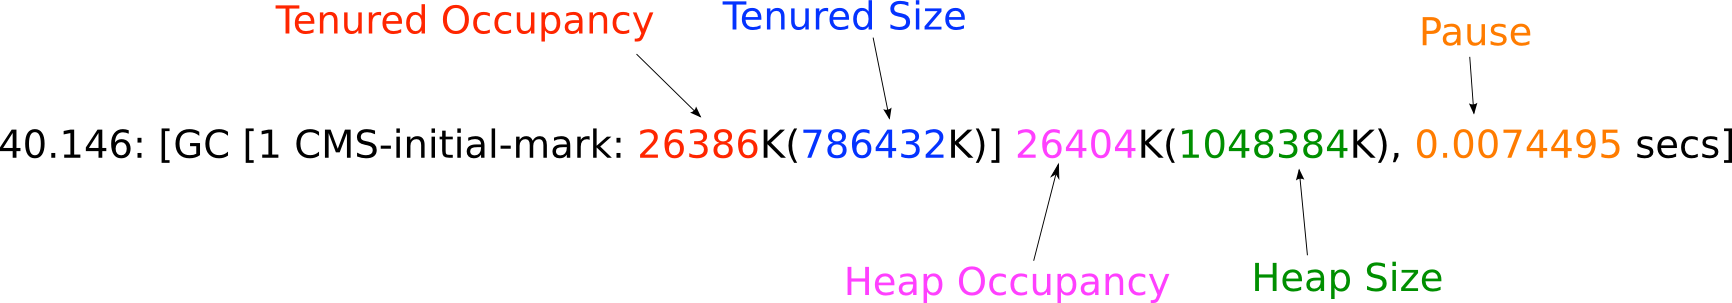 Tenured Occupancy Tenured Size Pause
40.146: [GC [1 CMS-initial-mark: 26386K(786432K)] 26404K(1048384K), 0.0074495 secs]
Heap Occupancy Heap Size